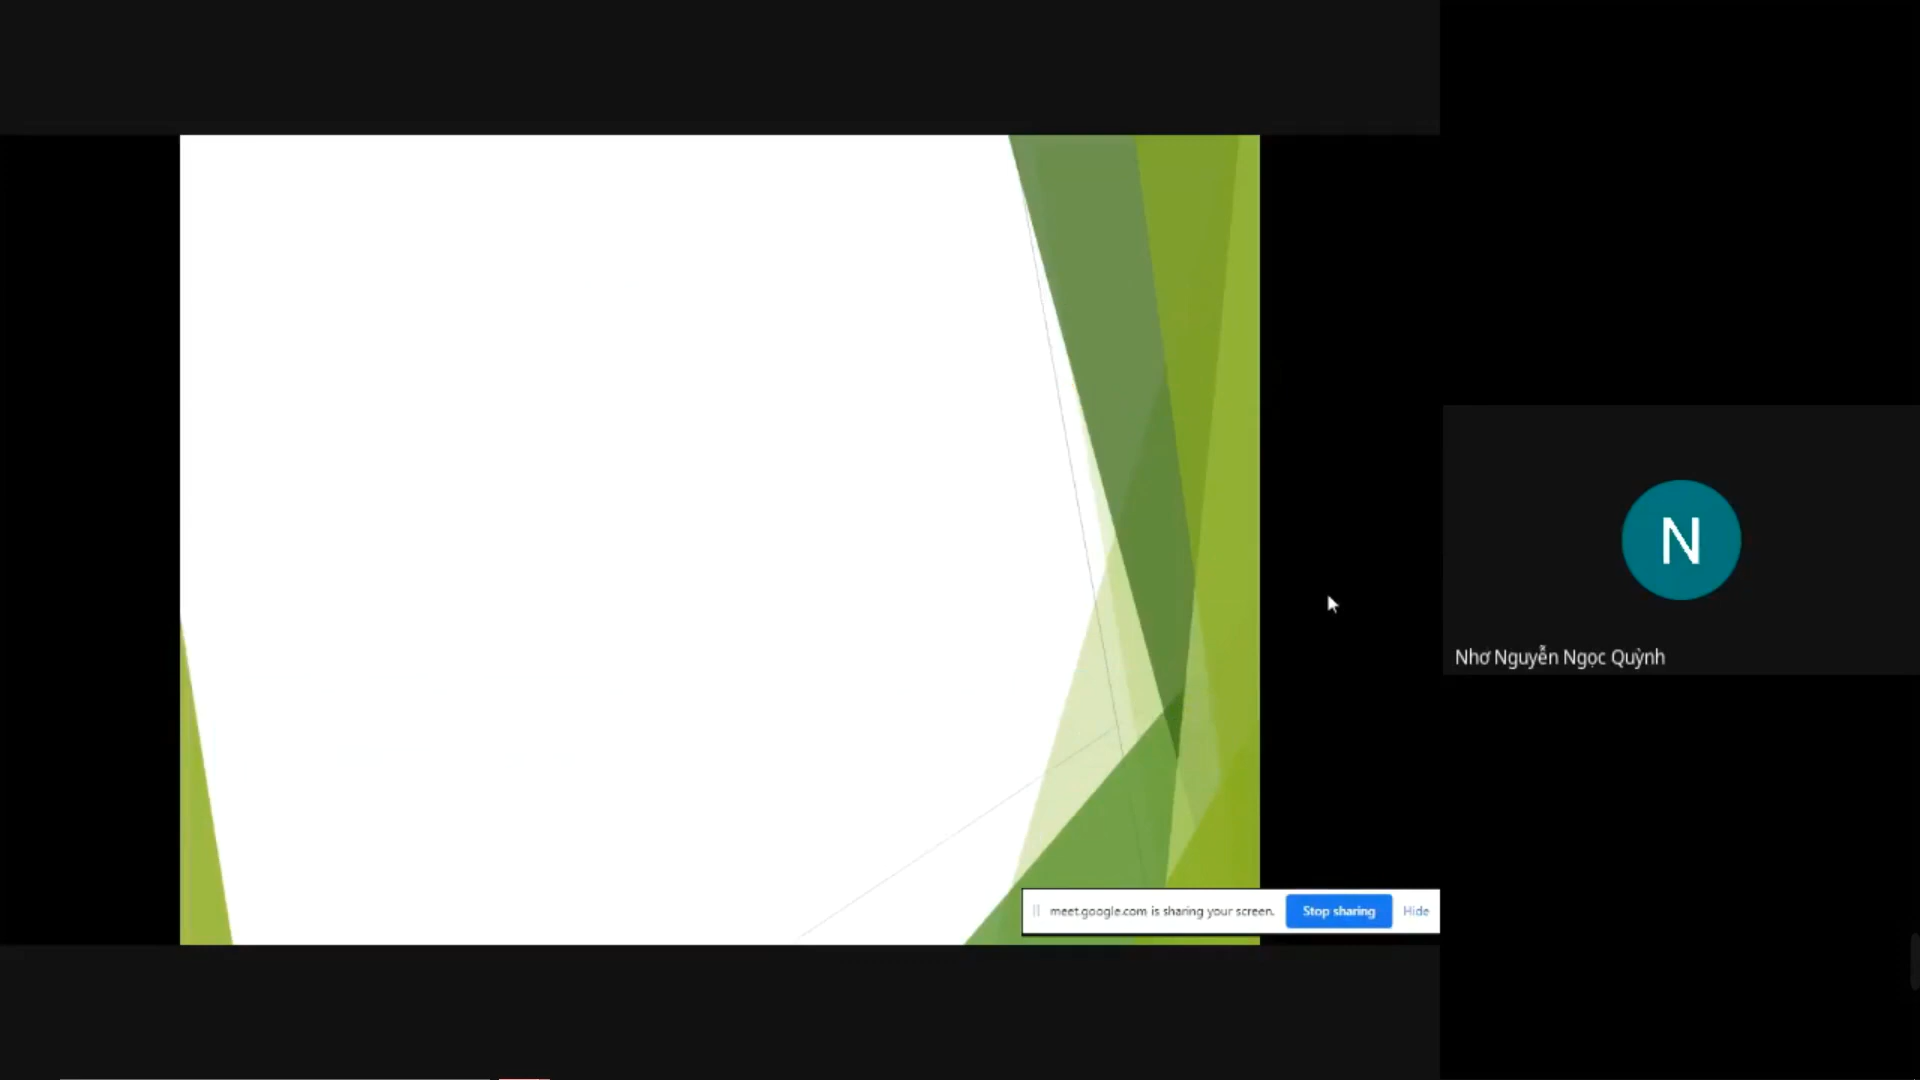 N
Nhơ Nguyễn Ngọc Quỳnh
meet.google.com is sharing your screen.
Stop sharing
Hide